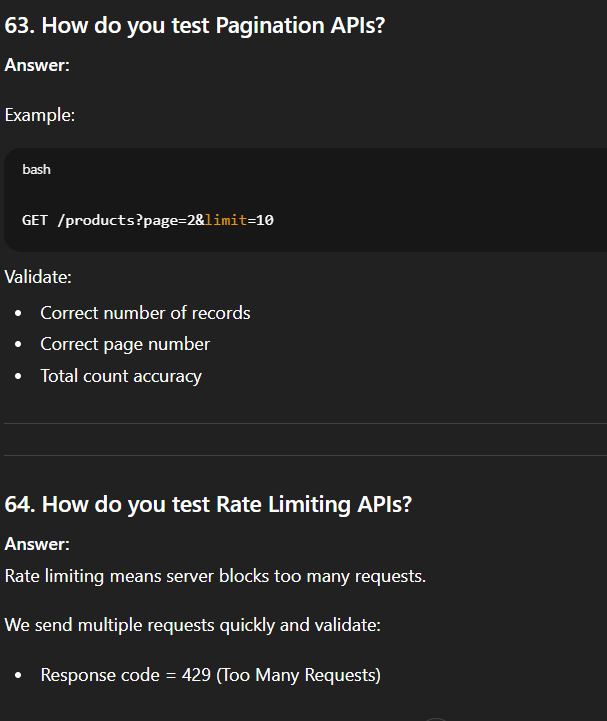 63. How do you test Pagination APIs?
Answer:
Example:
bash
GET /products?page=2&limit=10
Validate:
• Correct number of records
• Correct page number
• Total count accuracy
64. How do you test Rate Limiting APIs?
Answer:
Rate limiting means server blocks too many requests.
We send multiple requests quickly and validate:
• Response code = 429 (Too Many Requests)